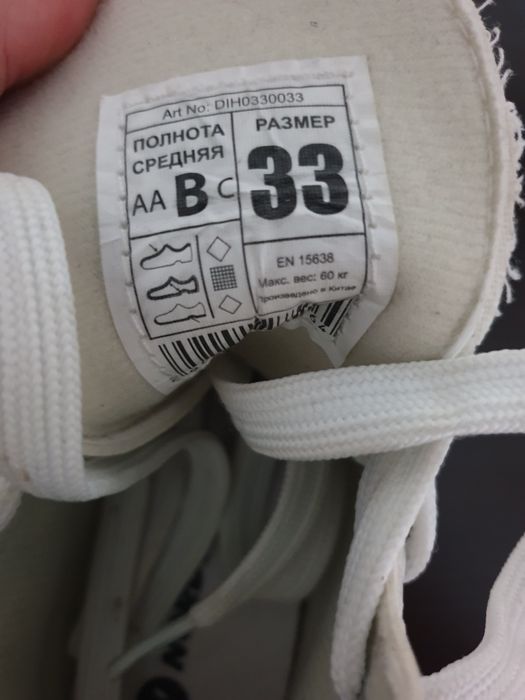 Art No: DIH0330033
ПОЛНОТА
СРЕДНЯЯ
AA B C
РАЗМЕР
33
EN 15638
Макс. вес: 60 кг
Произведено в Китае